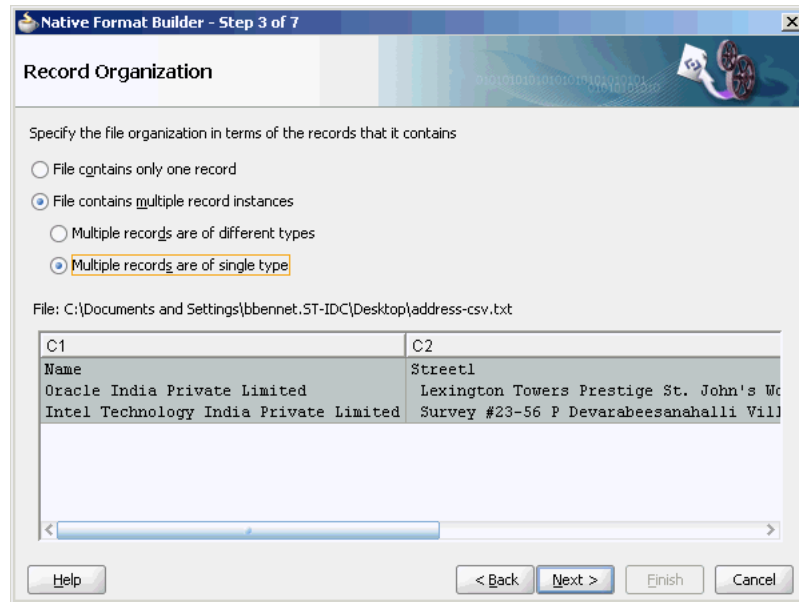 Native Format Builder - Step 3 of 7
Record Organization
Specify the file organization in terms of the records that it contains
File contains only one record
File contains multiple record instances
Multiple records are of different types
Multiple records are of single type
File: C:\Documents and Settings\bbennet.ST-IDC\Desktop\address-csv.txt
C1 C2
Name Street1
Oracle India Private Limited Lexington Towers Prestige St. John's Wo
Intel Technology India Private Limited Survey #23-56 P Devarabeesanahalli Vill
Help < Back Next > Finish Cancel